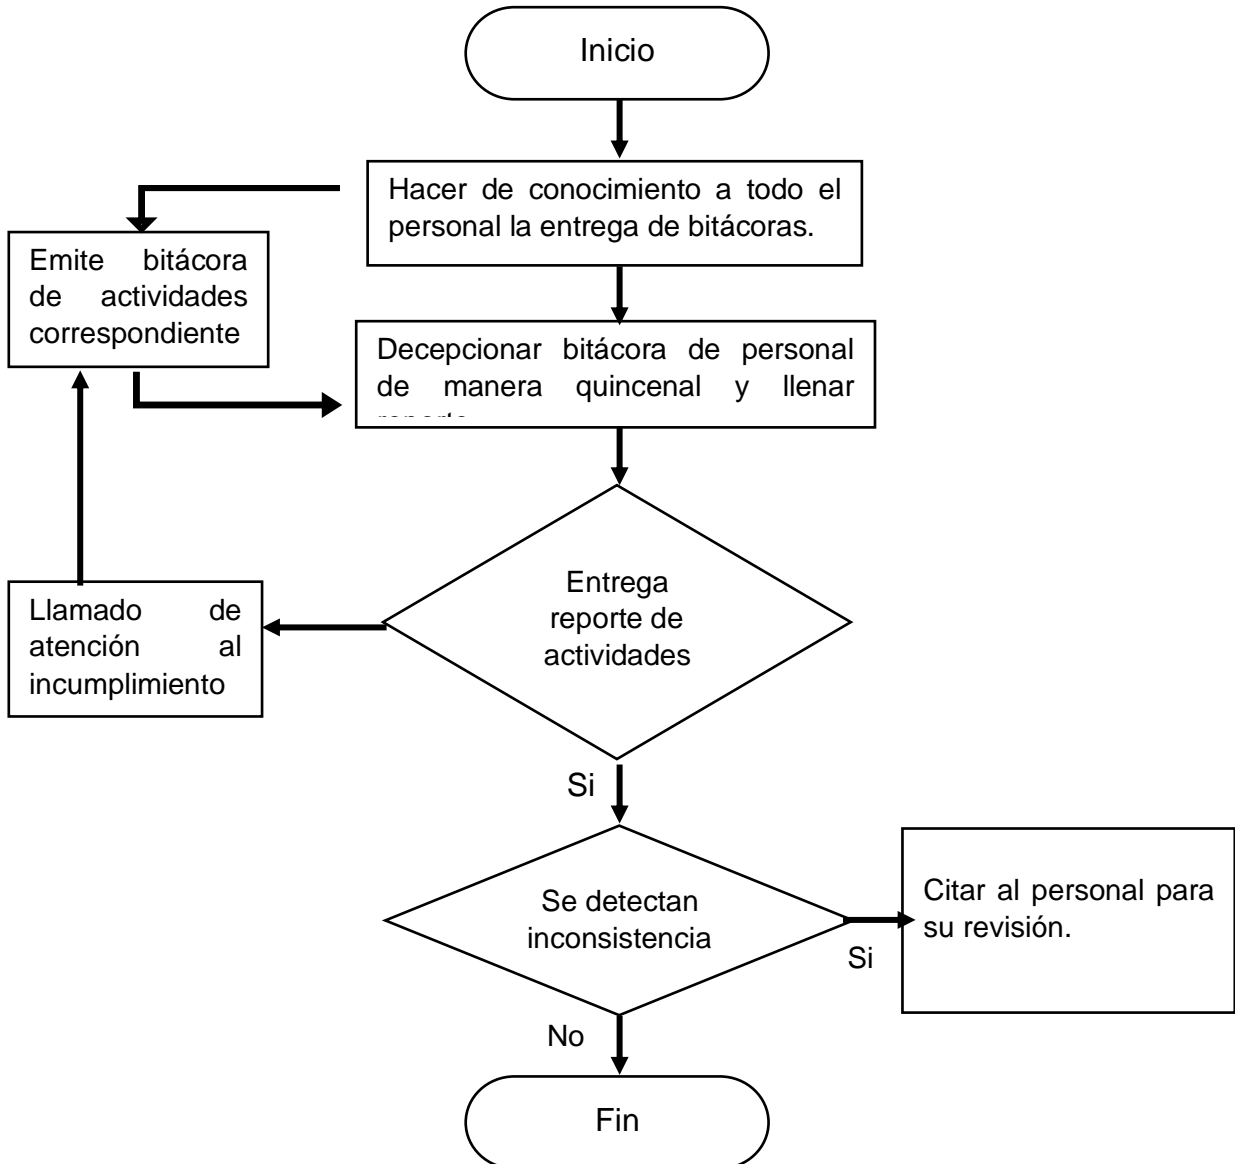 Inicio
Hacer de conocimiento a todo el
personal la entrega de bitácoras.
Emite bitácora
de actividades
correspondiente
Decepcionar bitácora de personal
de manera quincenal y llenar
Entrega
reporte de
actividades
Llamado de
atención al
incumplimiento
Si
Se detectan
inconsistencia
Si
Citar al personal para
su revisión.
No
Fin